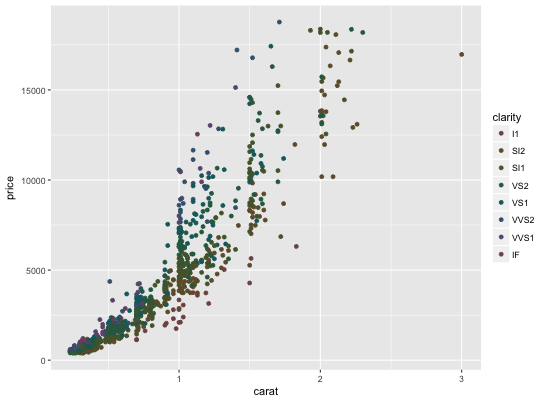 15000
10000
5000
0
price
1
2
3
carat
clarity
I1
SI2
SI1
VS2
VS1
VVS2
VVS1
IF